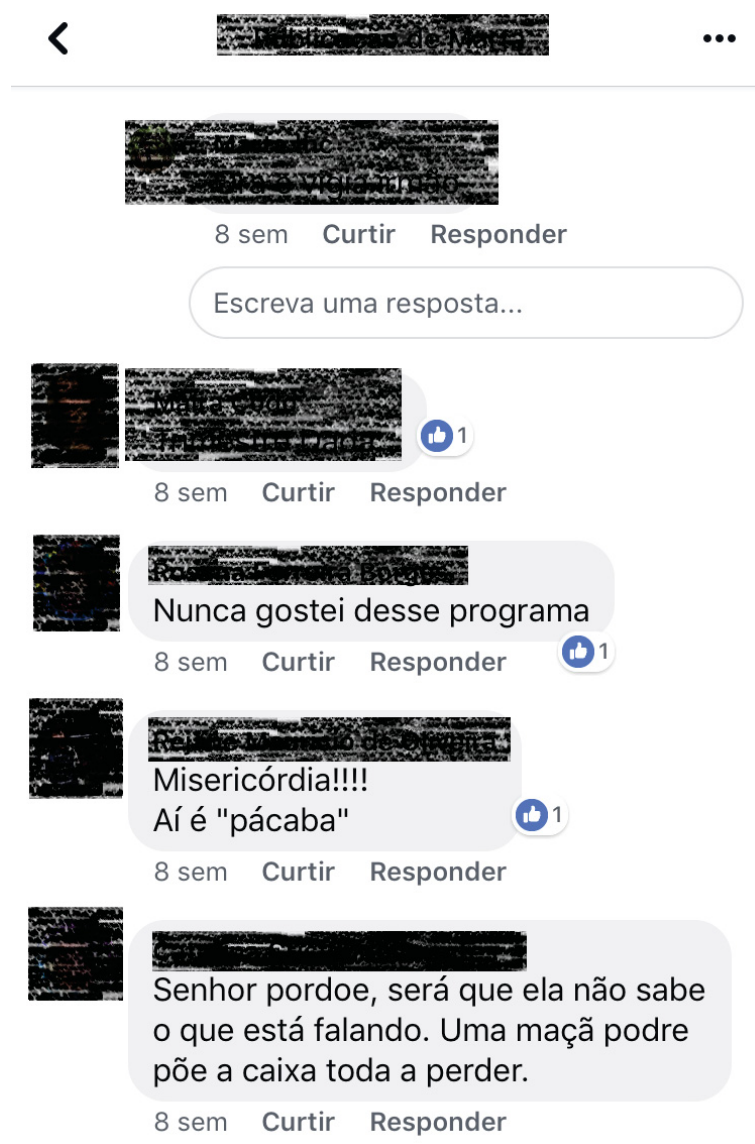 8 sem Curtir Responder
Escreva uma resposta...
1
8 sem Curtir Responder
Nunca gostei desse programa
8 sem Curtir Responder 1
Misericórdia!!!!
Aí é "pácaba"
1
8 sem Curtir Responder
Senhor pordoe, será que ela não sabe
o que está falando. Uma maçã podre
põe a caixa toda a perder.
8 sem Curtir Responder